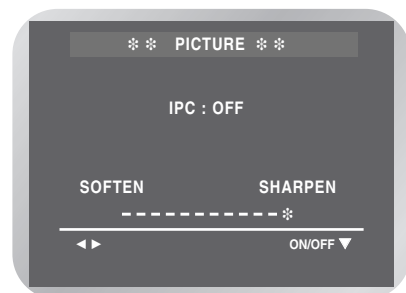 ❇ ❇ PICTURE ❇ ❇
IPC : OFF
SOFTEN SHARPEN
– – – – – – – – – – – ❇
◄ ► ON/OFF ▼